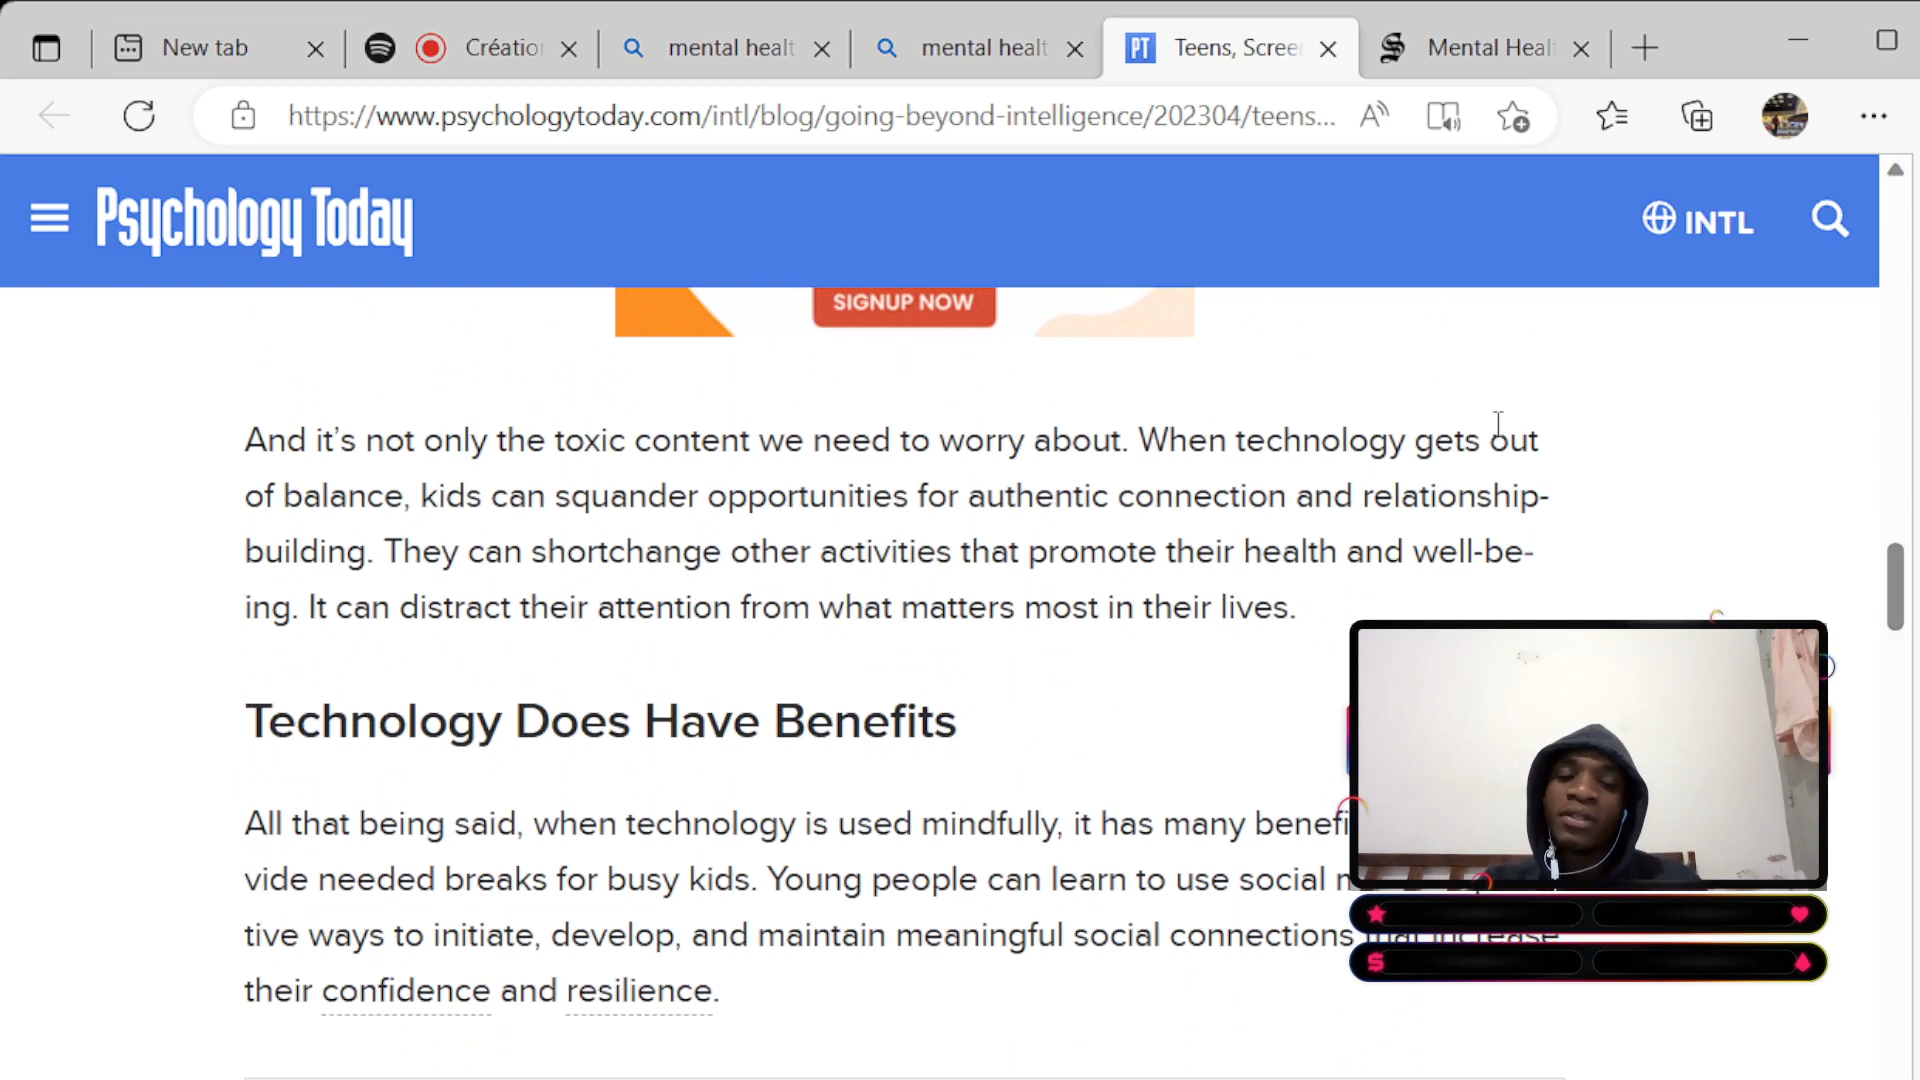 New tab
Créatio
mental healt
mental healt
PT
Teens, Scree
Mental Heal
https://www.psychologytoday.com/intl/blog/going-beyond-intelligence/202304/teens...
Psychology Today
INTL
SIGNUP NOW
And it's not only the toxic content we need to worry about. When technology gets out
of balance, kids can squander opportunities for authentic connection and relationship-
building. They can shortchange other activities that promote their health and well-be-
ing. It can distract their attention from what matters most in their lives.
Technology Does Have Benefits
All that being said, when technology is used mindfully, it has many benefi
vide needed breaks for busy kids. Young people can learn to use social m
tive ways to initiate, develop, and maintain meaningful social connections that increase
their confidence and resilience.